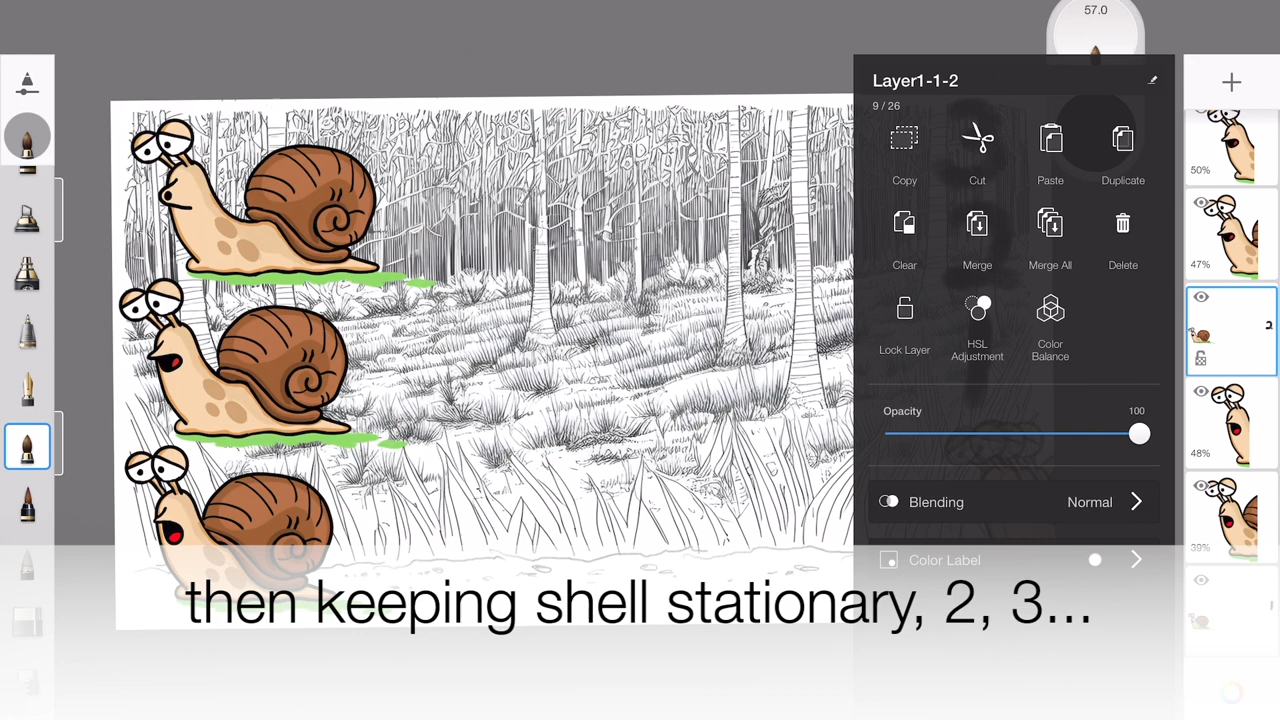 57.0
Layer1-1-2
9 / 26
Copy
Cut
Paste
Duplicate
Clear
Merge
Merge All
Delete
Lock Layer
HSL
Adjustment
Color
Balance
Opacity
100
Blending
Normal
Color Label
50%
47%
2
48%
39%
then keeping shell stationary, 2, 3...